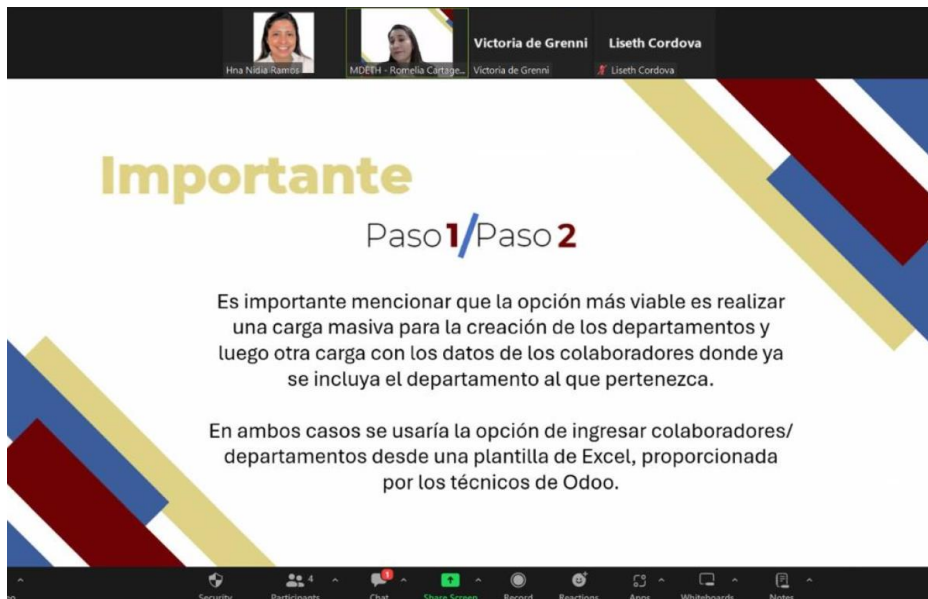 Victoria de Grenni
Liseth Cordova
Hna Nidia Ramos
MDETH - Romelia Cartage...
Victoria de Grenni
Liseth Cordova
Importante
Paso 1/Paso 2
Es importante mencionar que la opción más viable es realizar
una carga masiva para la creación de los departamentos y
luego otra carga con los datos de los colaboradores donde ya
se incluya el departamento al que pertenezca.
En ambos casos se usaría la opción de ingresar colaboradores/
departamentos desde una plantilla de Excel, proporcionada
por los técnicos de Odoo.
4
1
Security
Participants
Chat
Share Screen
Record
Reactions
Apps
Whiteboards
Notes